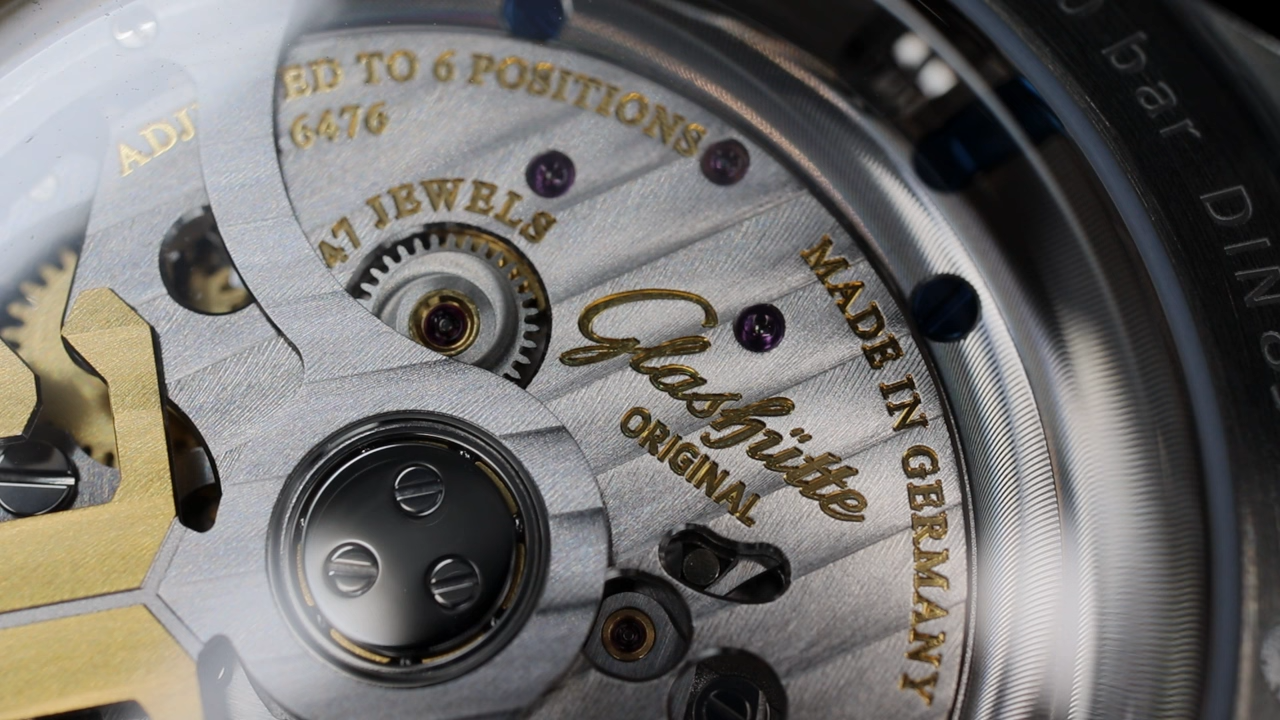 ADJ ED TO 6 POSITIONS
6476
47 JEWELS
Glashütte
ORIGINAL
MADE IN GERMANY
bar DIN